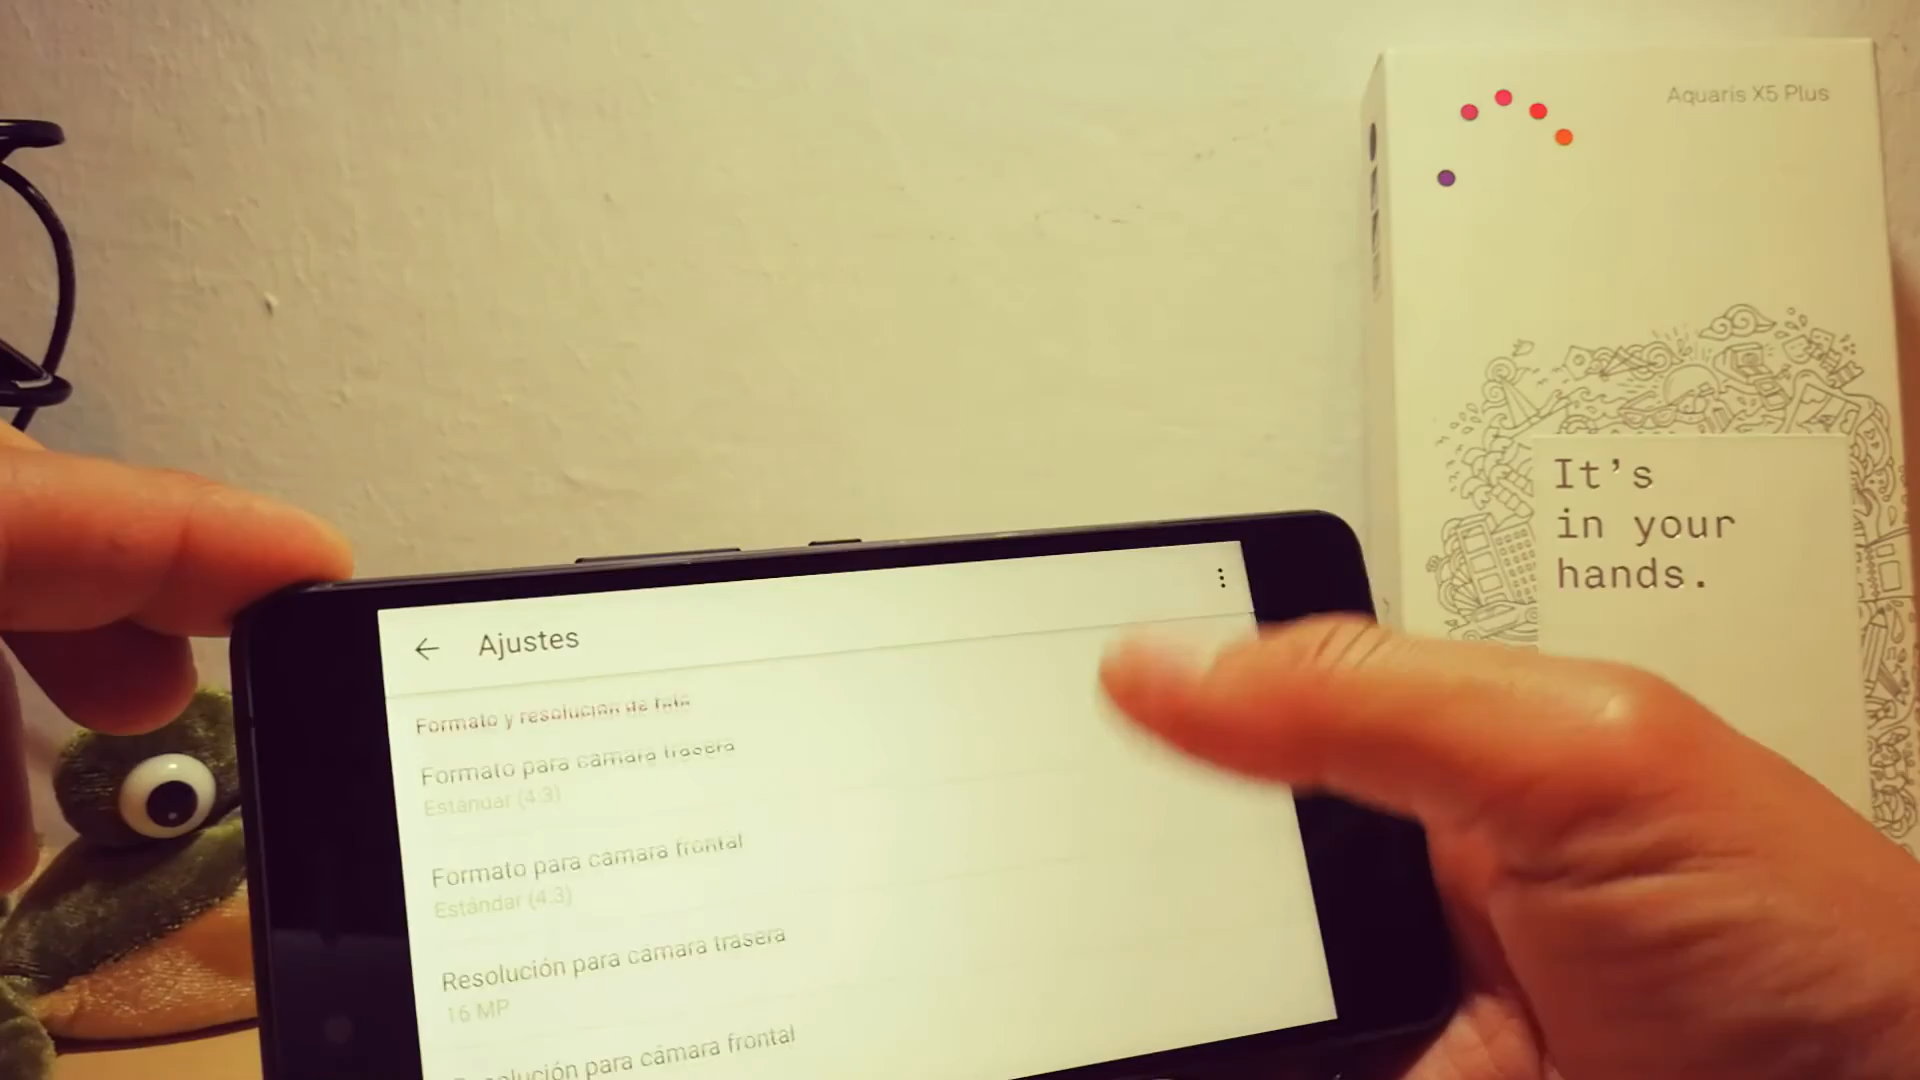 Aquaris X5 Plus
It's
in your
hands.
Ajustes
Formato y resolución de foto
Formato para cámara trasera
Estándar (4:3)
Formato para cámara frontal
Estándar (4:3)
Resolución para cámara trasera
16 MP
Resolución para cámara frontal